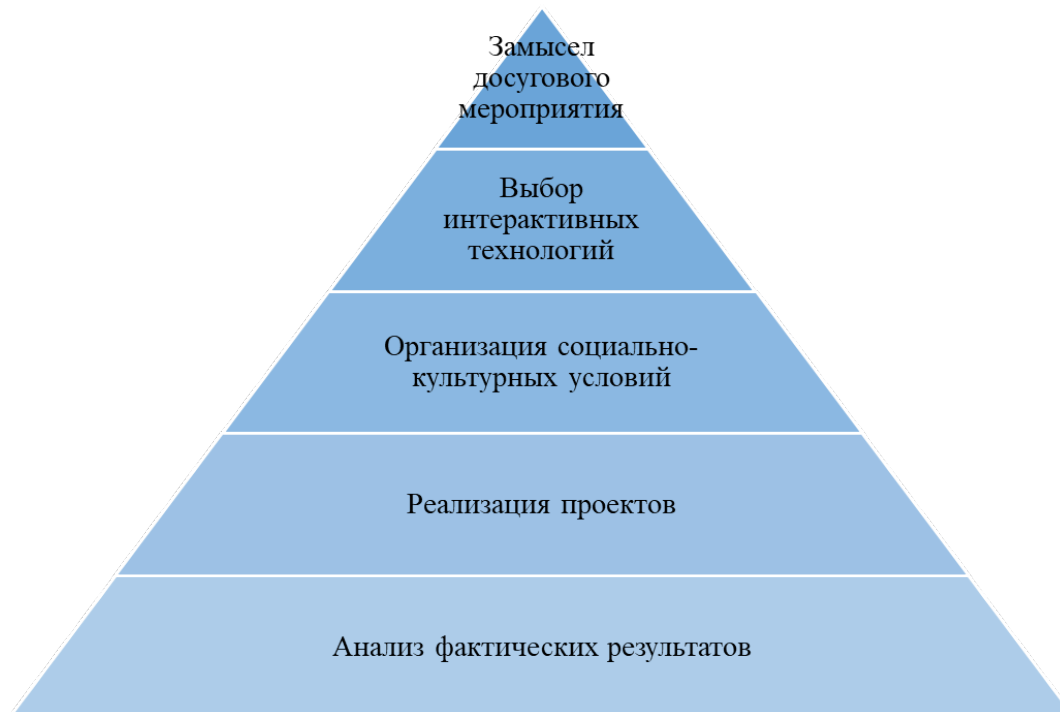 Замысел
досугового
мероприятия
Выбор
интерактивных
технологий
Организация социально-
культурных условий
Реализация проектов
Анализ фактических результатов